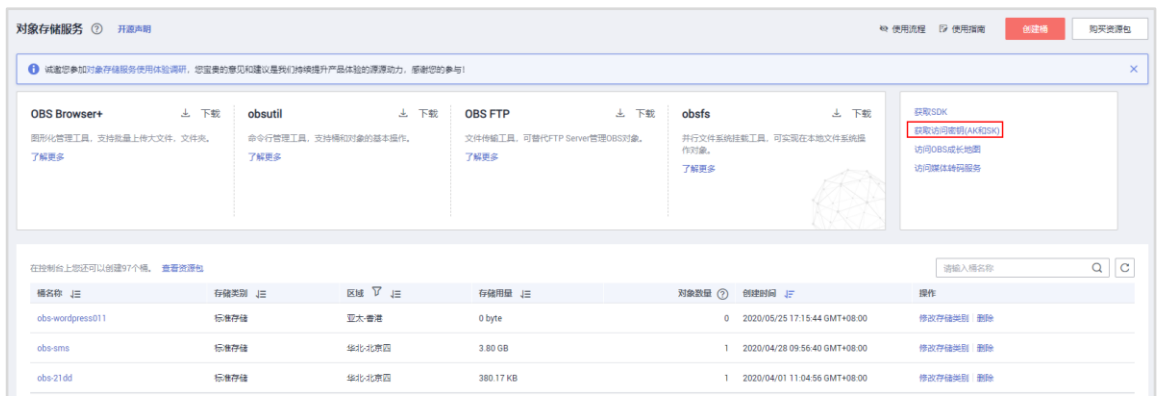 对象存储服务 ? 开源声明 使用流程 使用指南 创建桶 购买资源包
诚邀您参加对象存储服务使用体验调研，您宝贵的意见和建议是我们持续提升产品体验的源源动力，感谢您的参与！
OBS Browser+ 下载
图形化管理工具，支持批量上传大文件、文件夹。
了解更多
obsutil 下载
命令行管理工具，支持桶和对象的基本操作。
了解更多
OBS FTP 下载
文件传输工具，可替代FTP Server管理OBS对象。
了解更多
obsfs 下载
并行文件系统挂载工具，可实现在本地文件系统操
作对象。
了解更多
获取SDK
获取访问密钥(AK和SK)
访问OBS成长地图
访问媒体转码服务
在控制台上您还可以创建97个桶。 查看资源包 请输入桶名称
桶名称 存储类别 区域 存储用量 对象数量 ? 创建时间 操作
obs-wordpress011 标准存储 亚太-香港 0 byte 0 2020/05/25 17:15:44 GMT+08:00 修改存储类别 删除
obs-sms 标准存储 华北-北京四 3.80 GB 1 2020/04/28 09:56:40 GMT+08:00 修改存储类别 删除
obs-21dd 标准存储 华北-北京四 380.17 KB 1 2020/04/01 11:04:56 GMT+08:00 修改存储类别 删除